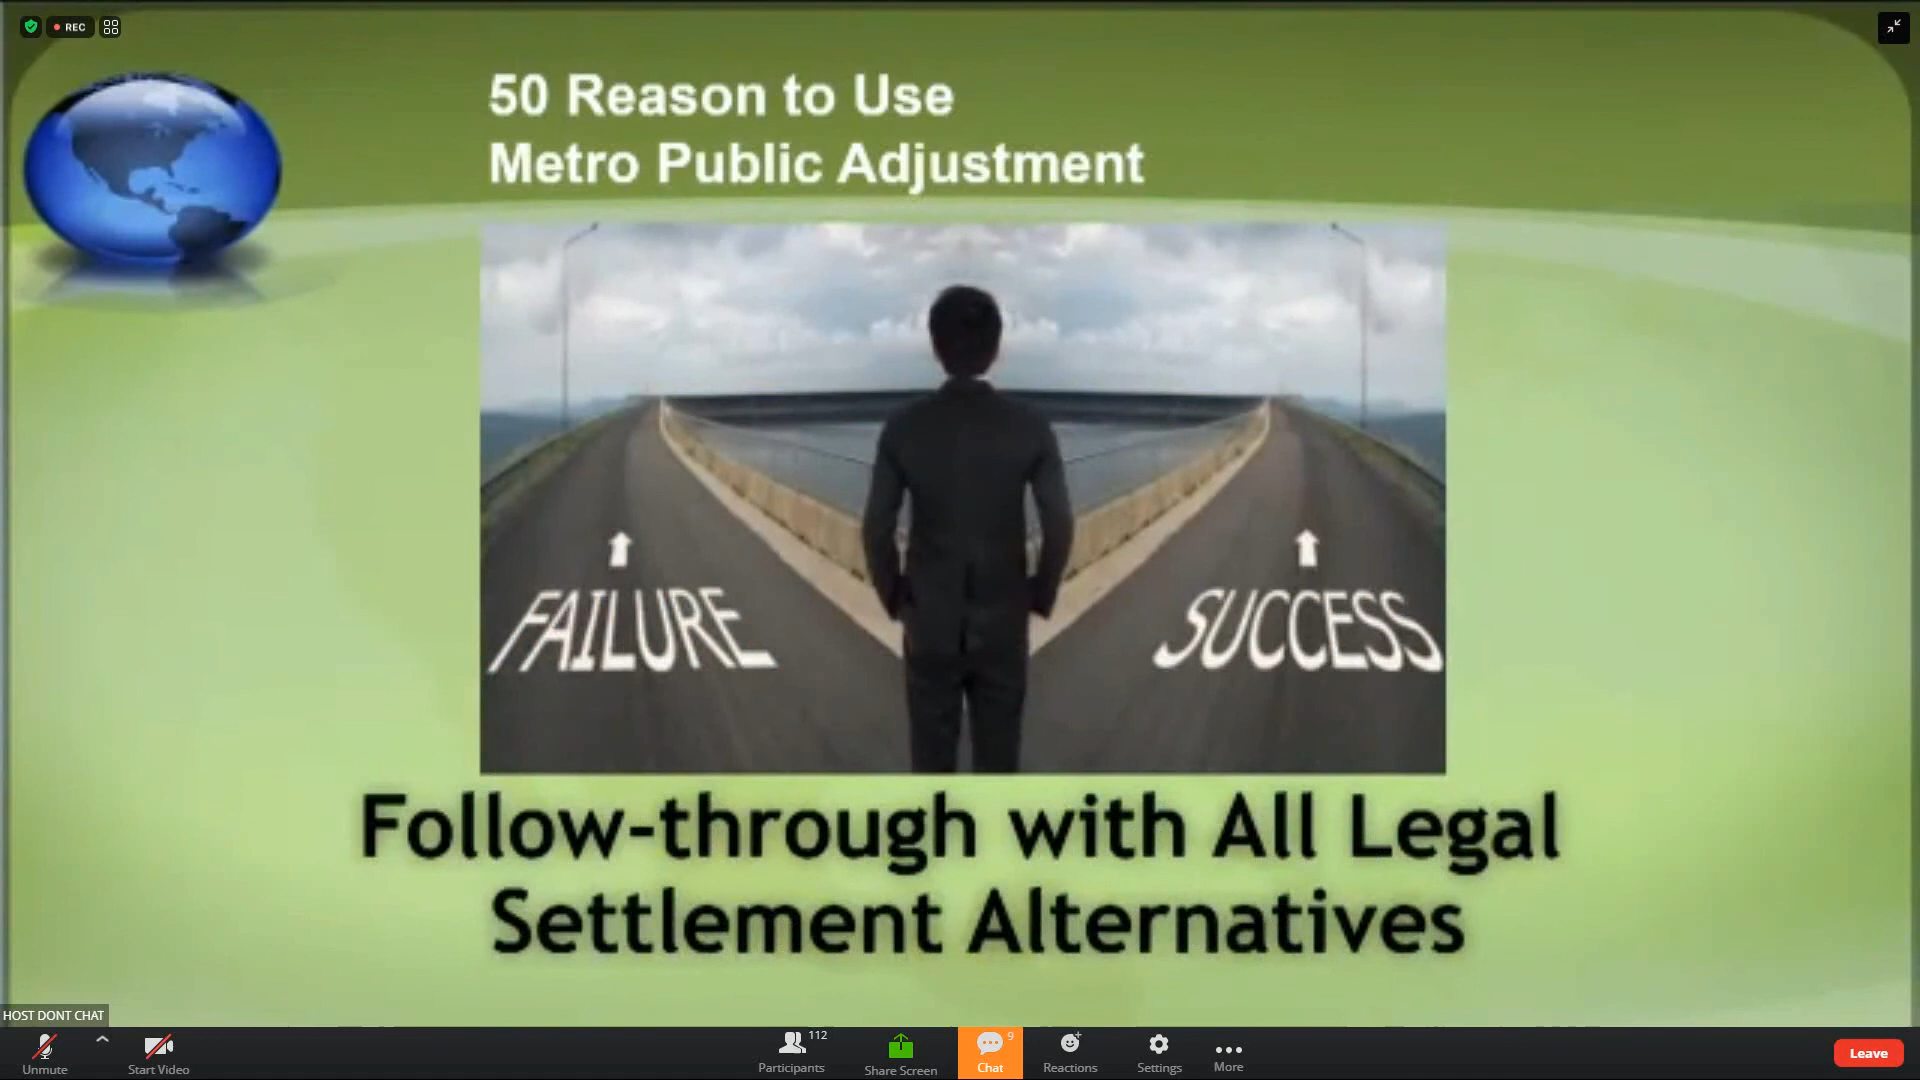 REC
50 Reason to Use
Metro Public Adjustment
FAILURE
SUCCESS
Follow-through with All Legal
Settlement Alternatives
HOST DONT CHAT
Unmute
Start Video
112
Participants
Share Screen
9
Chat
Reactions
Settings
More
Leave